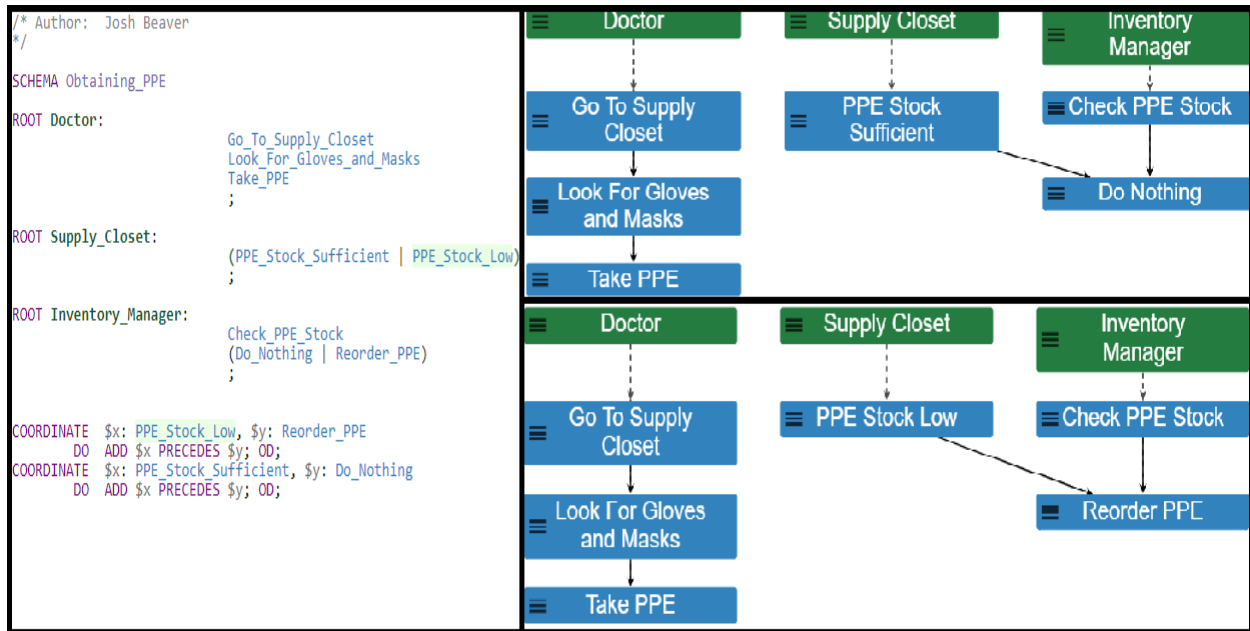 /* Author:  Josh Beaver
*/
SCHEMA Obtaining_PPE
ROOT Doctor:
Go_To_Supply_Closet
Look_For_Gloves_and_Masks
Take_PPE
;
ROOT Supply_Closet:
(PPE_Stock_Sufficient | PPE_Stock_Low)
;
ROOT Inventory_Manager:
Check_PPE_Stock
(Do_Nothing | Reorder_PPE)
;
COORDINATE  $x: PPE_Stock_Low, $y: Reorder_PPE
DO  ADD $x PRECEDES $y; OD;
COORDINATE  $x: PPE_Stock_Sufficient, $y: Do_Nothing
DO  ADD $x PRECEDES $y; OD;
Doctor
Supply Closet
Inventory
Manager
Go To Supply
Closet
PPE Stock
Sufficient
Check PPE Stock
Look For Gloves
and Masks
Do Nothing
Take PPE
Doctor
Supply Closet
Inventory
Manager
Go To Supply
Closet
PPE Stock Low
Check PPE Stock
Look For Gloves
and Masks
Reorder PPE
Take PPE